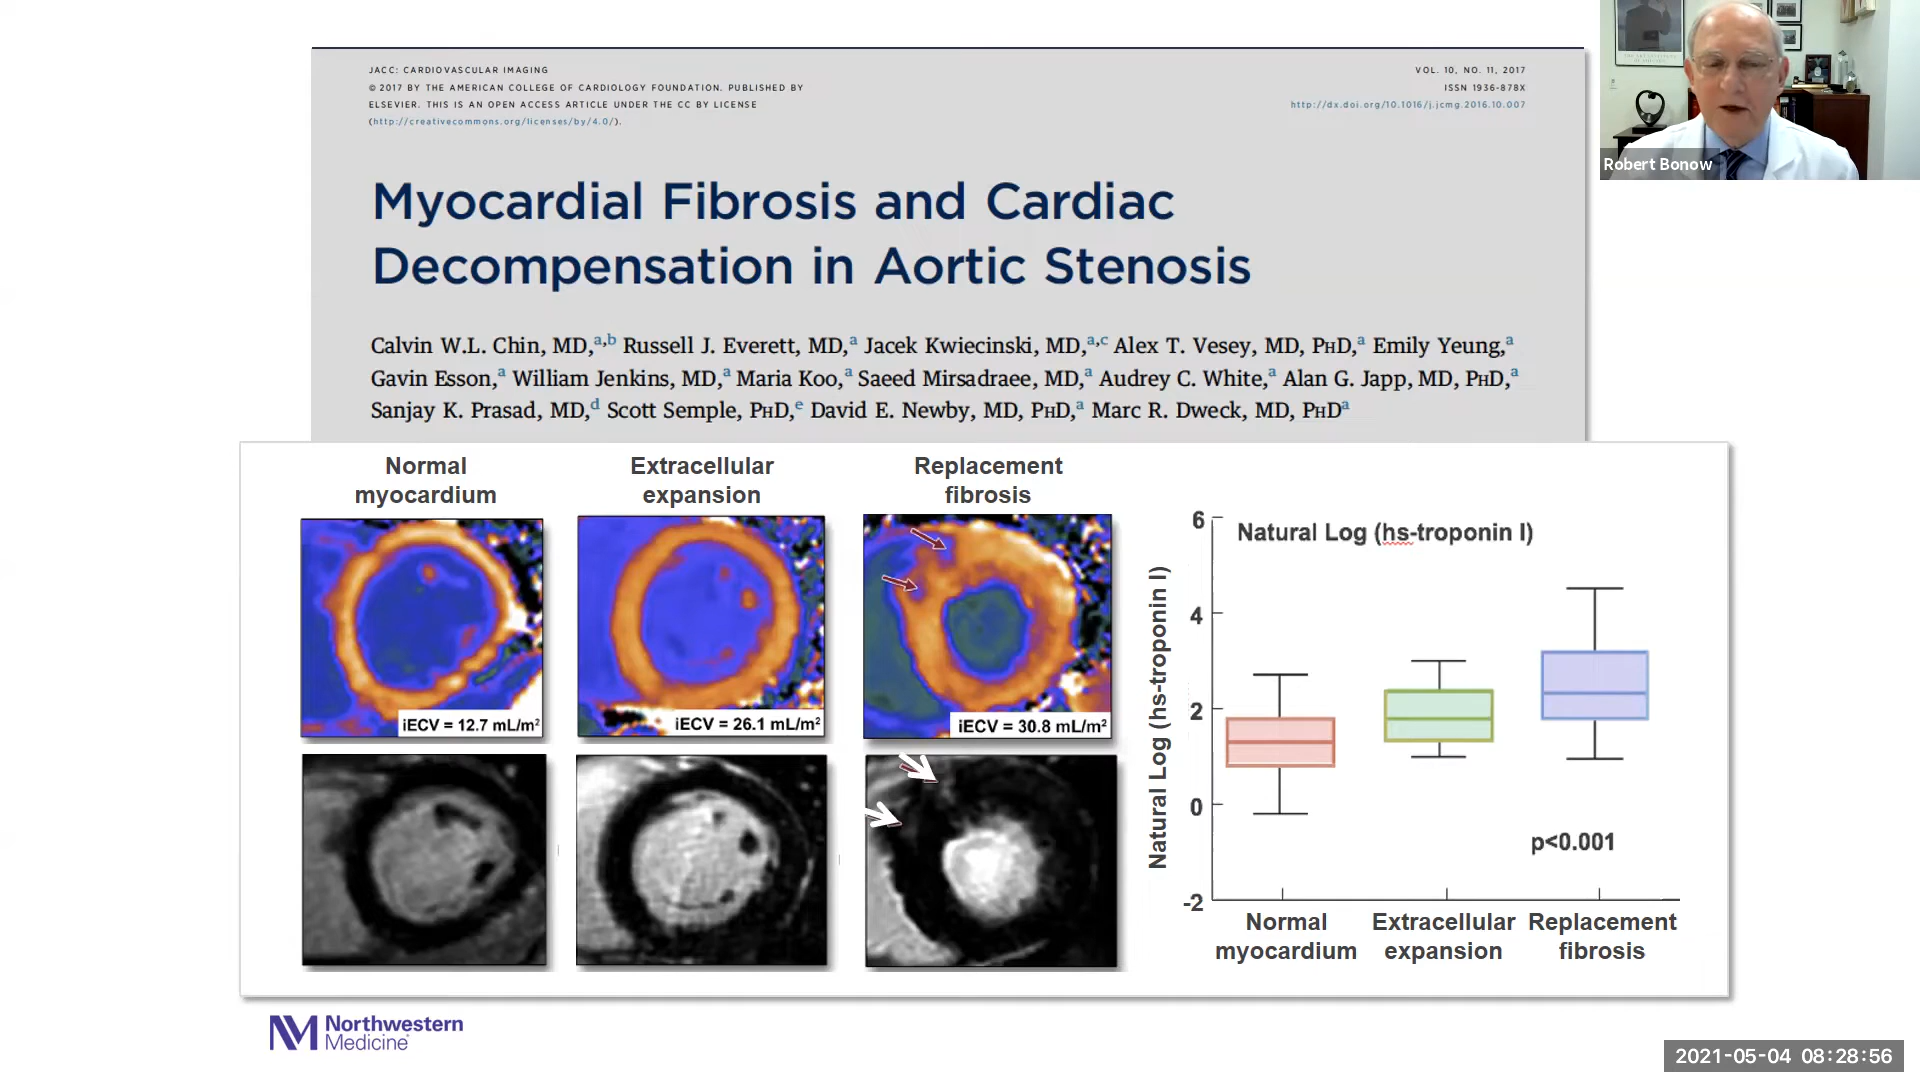 JACC: CARDIOVASCULAR IMAGING
© 2017 BY THE AMERICAN COLLEGE OF CARDIOLOGY FOUNDATION. PUBLISHED BY
ELSEVIER. THIS IS AN OPEN ACCESS ARTICLE UNDER THE CC BY LICENSE
(http://creativecommons.org/licenses/by/4.0/).
VOL. 10, NO. 11, 2017
ISSN 1936-878X
http://dx.doi.org/10.1016/j.jcmg.2016.10.007
Robert Bonow
Myocardial Fibrosis and Cardiac
Decompensation in Aortic Stenosis
Calvin W.L. Chin, MD,a,b Russell J. Everett, MD,a Jacek Kwiecinski, MD,a,c Alex T. Vesey, MD, PhD,a Emily Yeung,a
Gavin Esson,a William Jenkins, MD,a Maria Koo,a Saeed Mirsadraee, MD,a Audrey C. White,a Alan G. Japp, MD, PhD,a
Sanjay K. Prasad, MD,d Scott Semple, PhD,e David E. Newby, MD, PhD,a Marc R. Dweck, MD, PhDa
Normal
myocardium
Extracellular
expansion
Replacement
fibrosis
iECV = 12.7 mL/m²
iECV = 26.1 mL/m²
iECV = 30.8 mL/m²
Natural Log (hs-troponin I)
Natural Log (hs-troponin I)
6
4
2
0
-2
p<0.001
Normal
myocardium
Extracellular
expansion
Replacement
fibrosis
NM Northwestern
Medicine
2021-05-04 08:28:56